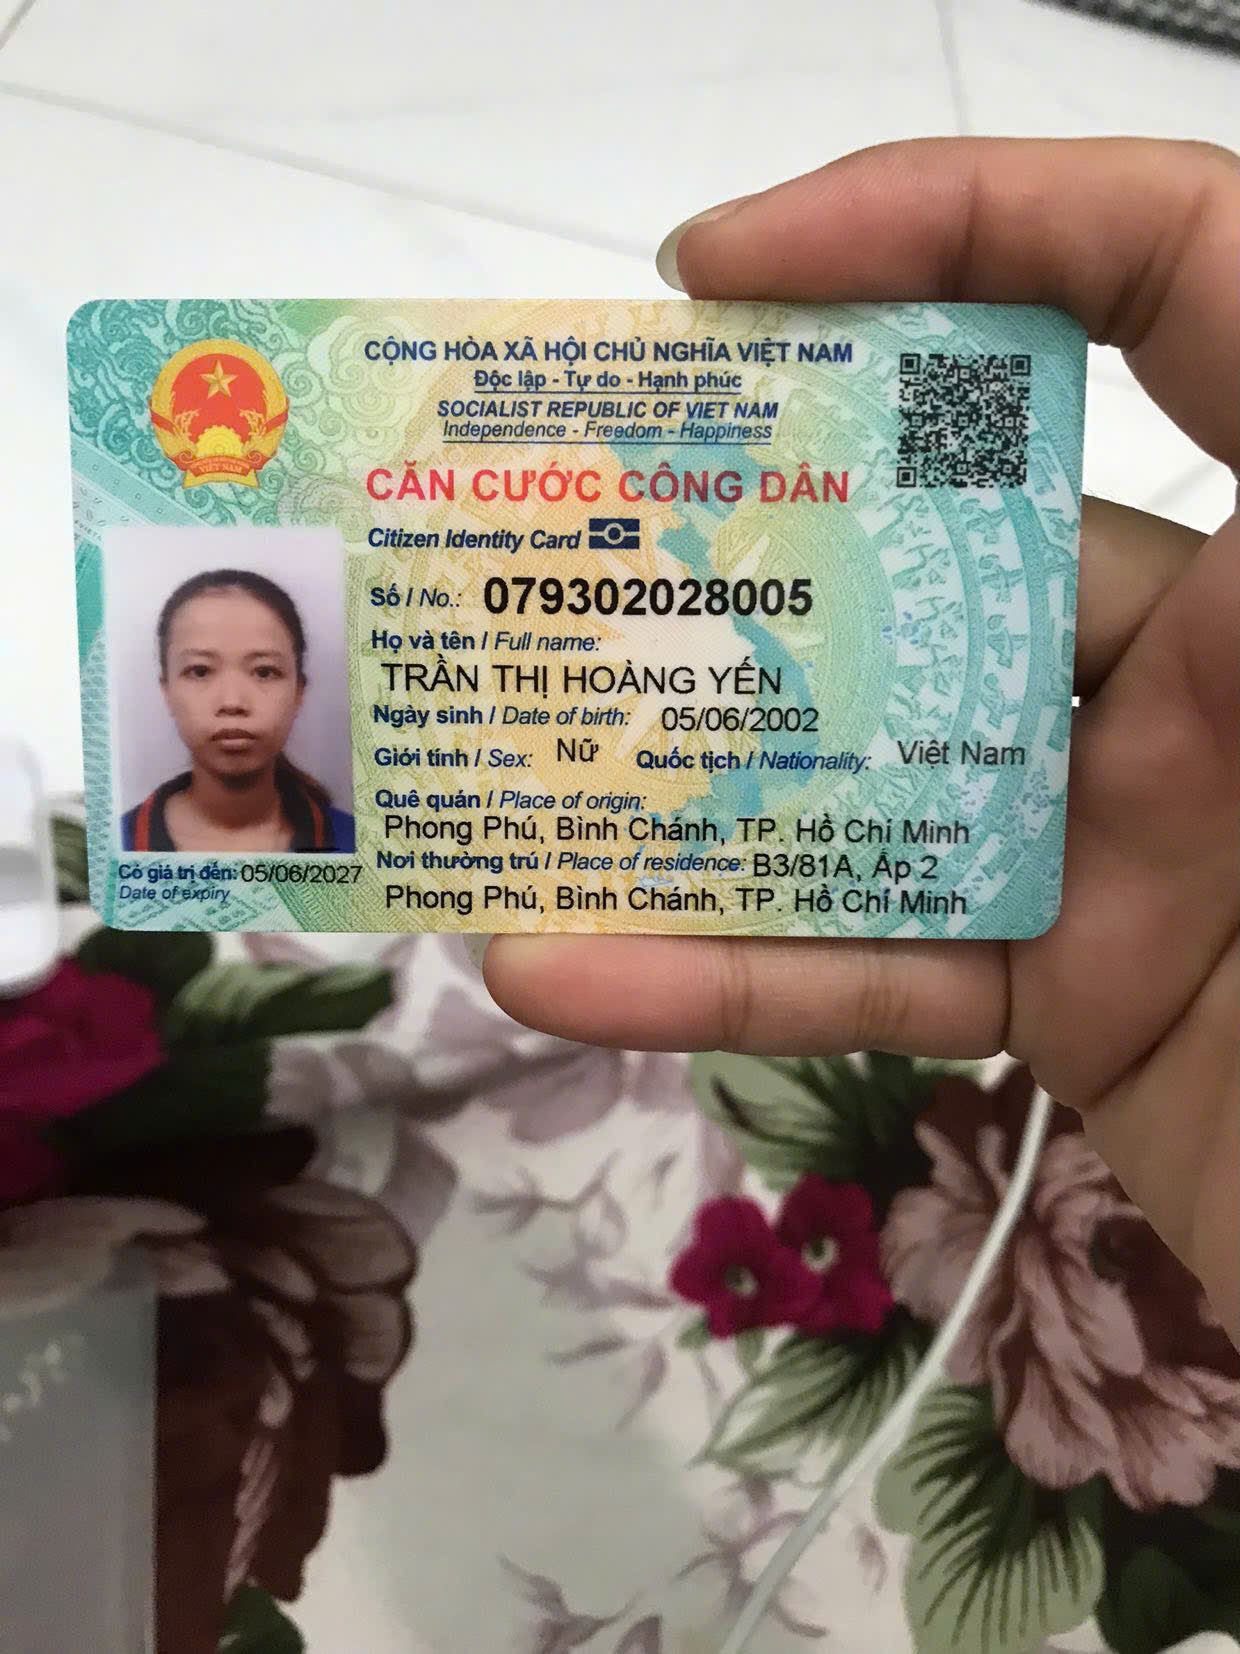 CỘNG HÒA XÃ HỘI CHỦ NGHĨA VIỆT NAM
Độc lập - Tự do - Hạnh phúc
SOCIALIST REPUBLIC OF VIET NAM
Independence - Freedom - Happiness
VIỆT NAM
CĂN CƯỚC CÔNG DÂN
Citizen Identity Card
Số / No.: 079302028005
Họ và tên / Full name:
TRẦN THỊ HOÀNG YẾN
Ngày sinh / Date of birth: 05/06/2002
Giới tính / Sex: Nữ Quốc tịch / Nationality: Việt Nam
Quê quán / Place of origin:
Phong Phú, Bình Chánh, TP. Hồ Chí Minh
Nơi thường trú / Place of residence: B3/81A, Ấp 2
Phong Phú, Bình Chánh, TP. Hồ Chí Minh
Có giá trị đến: 05/06/2027
Date of expiry